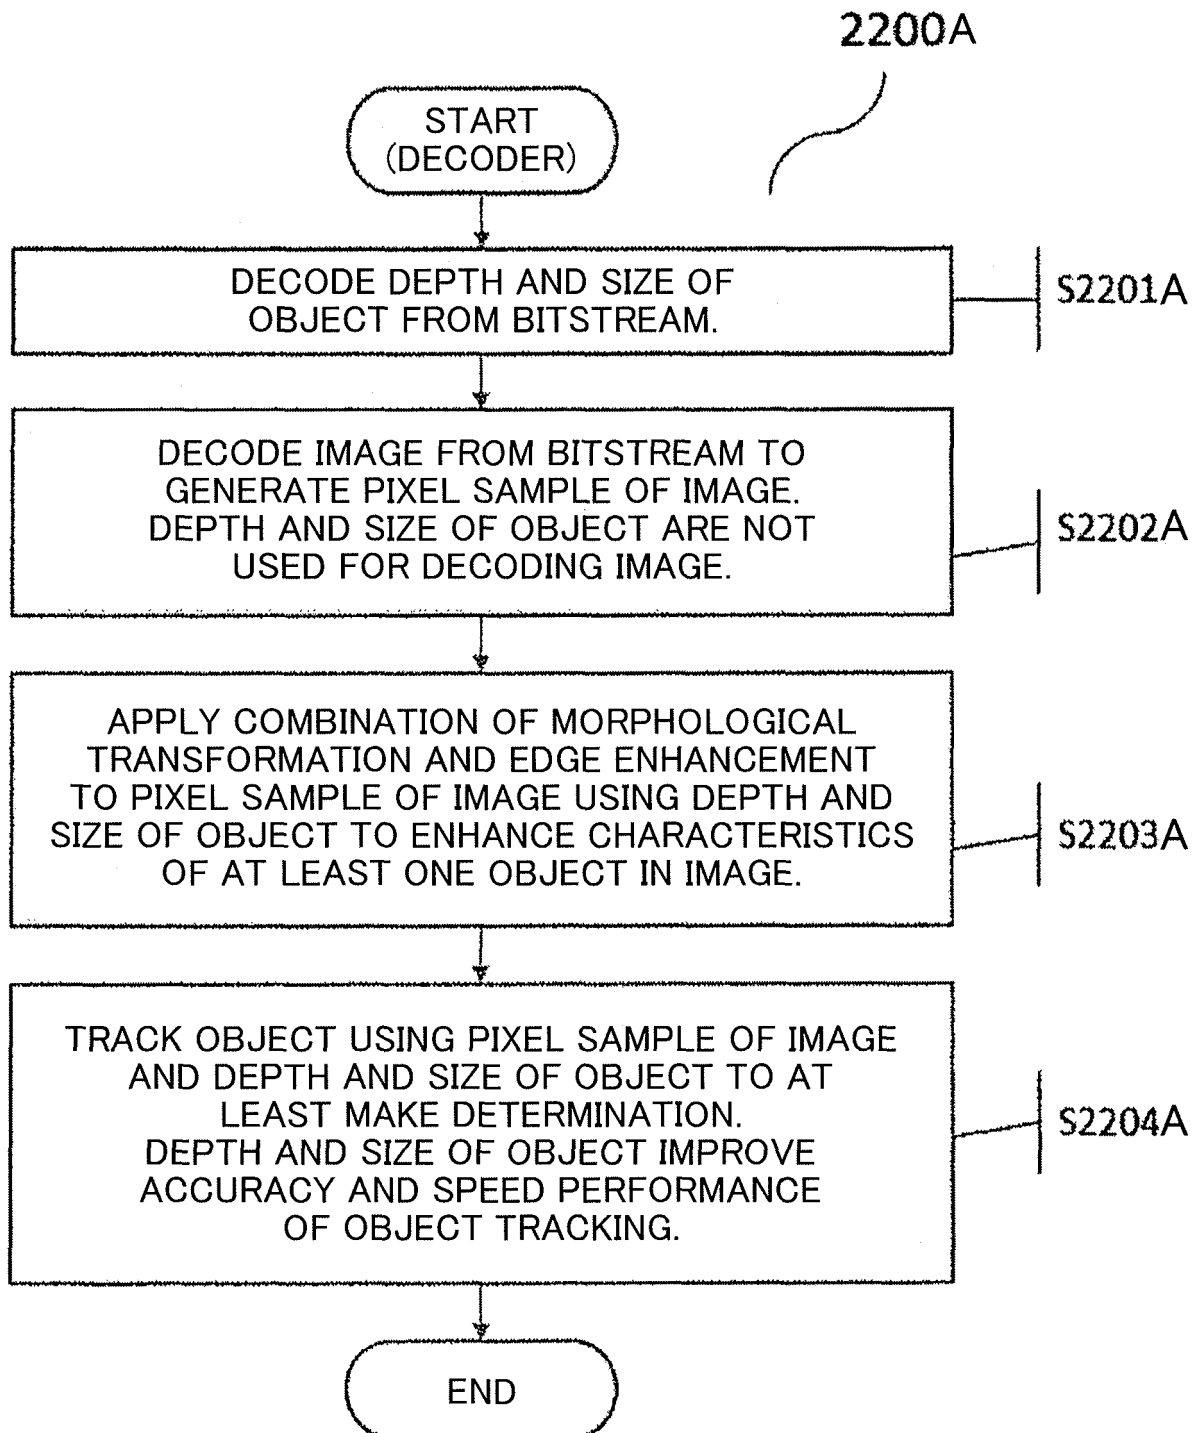 2200A
START
(DECODER)
DECODE DEPTH AND SIZE OF
OBJECT FROM BITSTREAM.
S2201A
DECODE IMAGE FROM BITSTREAM TO
GENERATE PIXEL SAMPLE OF IMAGE.
DEPTH AND SIZE OF OBJECT ARE NOT
USED FOR DECODING IMAGE.
S2202A
APPLY COMBINATION OF MORPHOLOGICAL
TRANSFORMATION AND EDGE ENHANCEMENT
TO PIXEL SAMPLE OF IMAGE USING DEPTH AND
SIZE OF OBJECT TO ENHANCE CHARACTERISTICS
OF AT LEAST ONE OBJECT IN IMAGE.
S2203A
TRACK OBJECT USING PIXEL SAMPLE OF IMAGE
AND DEPTH AND SIZE OF OBJECT TO AT
LEAST MAKE DETERMINATION.
DEPTH AND SIZE OF OBJECT IMPROVE
ACCURACY AND SPEED PERFORMANCE
OF OBJECT TRACKING.
S2204A
END